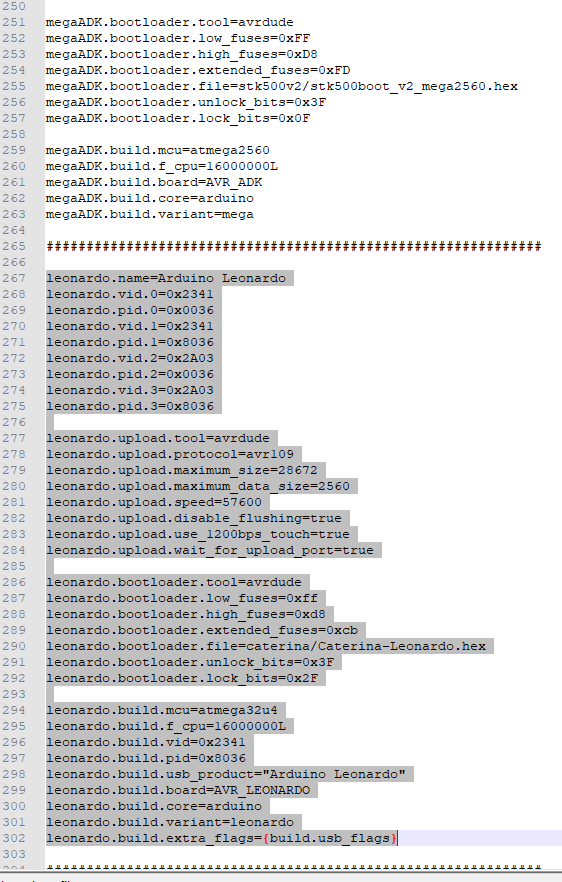 250
251 megaADK.bootloader.tool=avrdude
252 megaADK.bootloader.low_fuses=0xFF
253 megaADK.bootloader.high_fuses=0xD8
254 megaADK.bootloader.extended_fuses=0xFD
255 megaADK.bootloader.file=stk500v2/stk500boot_v2_mega2560.hex
256 megaADK.bootloader.unlock_bits=0x3F
257 megaADK.bootloader.lock_bits=0x0F
258
259 megaADK.build.mcu=atmega2560
260 megaADK.build.f_cpu=16000000L
261 megaADK.build.board=AVR_ADK
262 megaADK.build.core=arduino
263 megaADK.build.variant=mega
264
265 ##############################################################
266
267 leonardo.name=Arduino Leonardo
268 leonardo.vid.0=0x2341
269 leonardo.pid.0=0x0036
270 leonardo.vid.1=0x2341
271 leonardo.pid.1=0x8036
272 leonardo.vid.2=0x2A03
273 leonardo.pid.2=0x0036
274 leonardo.vid.3=0x2A03
275 leonardo.pid.3=0x8036
276
277 leonardo.upload.tool=avrdude
278 leonardo.upload.protocol=avr109
279 leonardo.upload.maximum_size=28672
280 leonardo.upload.maximum_data_size=2560
281 leonardo.upload.speed=57600
282 leonardo.upload.disable_flushing=true
283 leonardo.upload.use_1200bps_touch=true
284 leonardo.upload.wait_for_upload_port=true
285
286 leonardo.bootloader.tool=avrdude
287 leonardo.bootloader.low_fuses=0xff
288 leonardo.bootloader.high_fuses=0xd8
289 leonardo.bootloader.extended_fuses=0xcb
290 leonardo.bootloader.file=caterina/Caterina-Leonardo.hex
291 leonardo.bootloader.unlock_bits=0x3F
292 leonardo.bootloader.lock_bits=0x2F
293
294 leonardo.build.mcu=atmega32u4
295 leonardo.build.f_cpu=16000000L
296 leonardo.build.vid=0x2341
297 leonardo.build.pid=0x8036
298 leonardo.build.usb_product="Arduino Leonardo"
299 leonardo.build.board=AVR_LEONARDO
300 leonardo.build.core=arduino
301 leonardo.build.variant=leonardo
302 leonardo.build.extra_flags={build.usb_flags}
303
304 ##############################################################